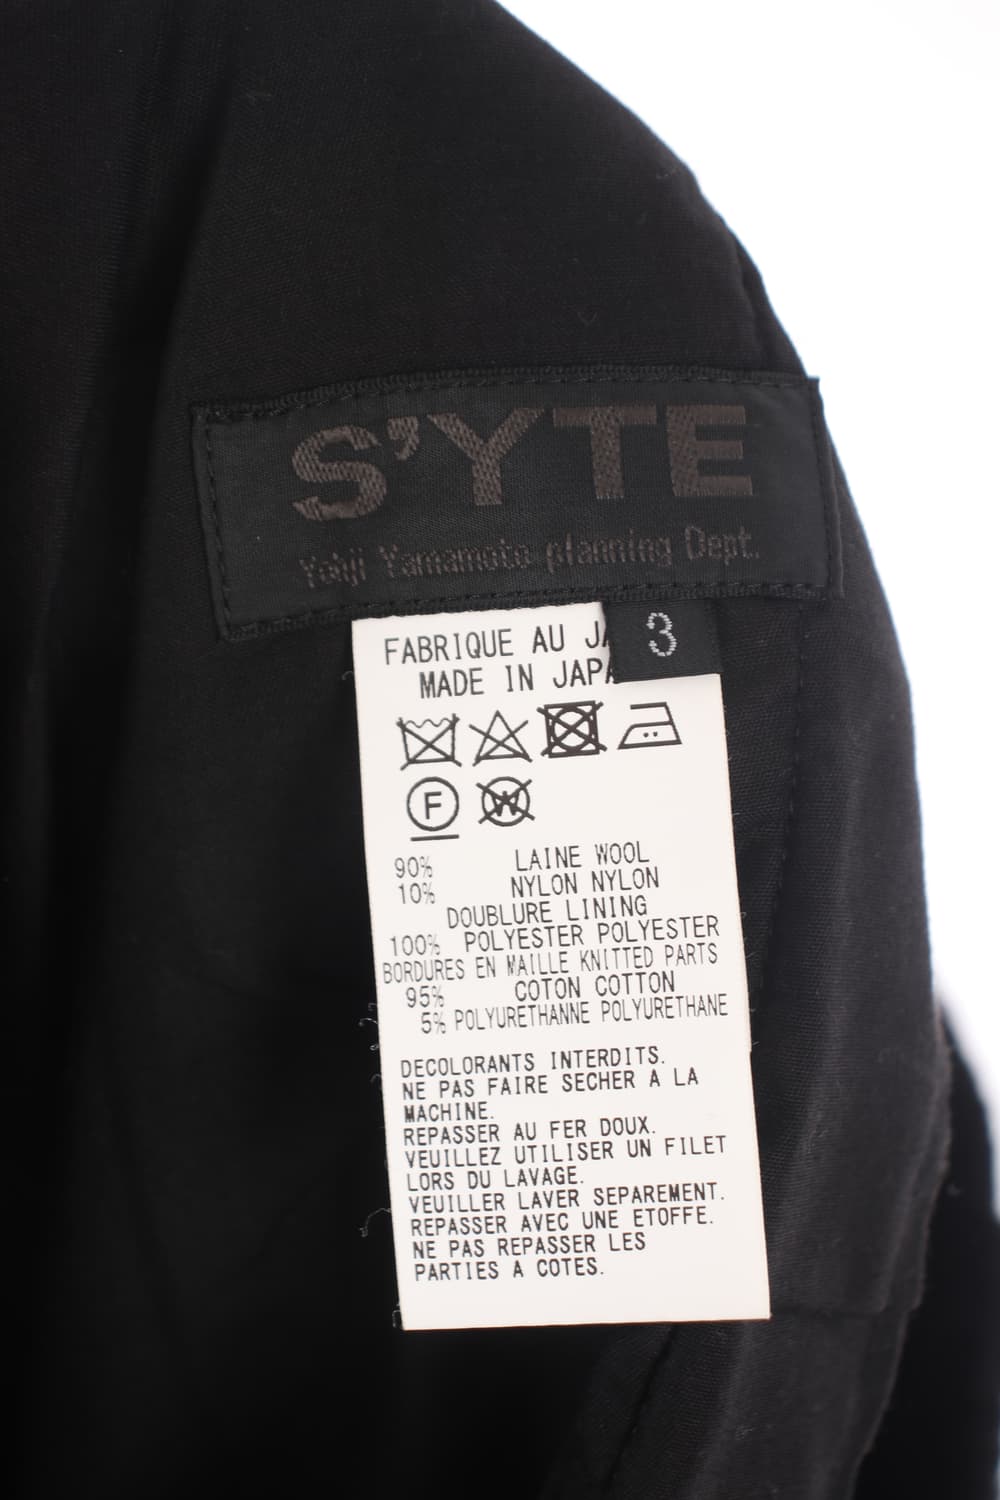 S'YTE
Yohji Yamamoto planning Dept.
3
FABRIQUE AU JA
MADE IN JAPA
F
W
90% LAINE WOOL
10% NYLON NYLON
DOUBLURE LINING
100% POLYESTER POLYESTER
BORDURES EN MAILLE KNITTED PARTS
95% COTON COTTON
5% POLYURETHANNE POLYURETHANE
DECOLORANTS INTERDITS.
NE PAS FAIRE SECHER A LA
MACHINE.
REPASSER AU FER DOUX.
VEUILLEZ UTILISER UN FILET
LORS DU LAVAGE.
VEUILLER LAVER SEPAREMENT.
REPASSER AVEC UNE ETOFFE.
NE PAS REPASSER LES
PARTIES A COTES.